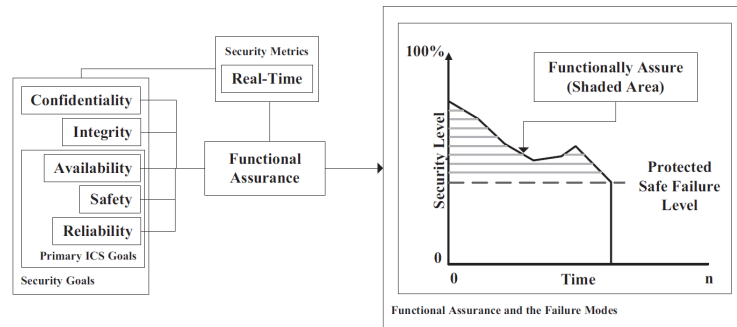 Security Metrics
Real-Time
Confidentiality
Integrity
Availability
Safety
Reliability
Primary ICS Goals
Security Goals
Functional
Assurance
100%
Security Level
0
0
Time
n
Functionally Assure
(Shaded Area)
Protected
Safe Failure
Level
Functional Assurance and the Failure Modes